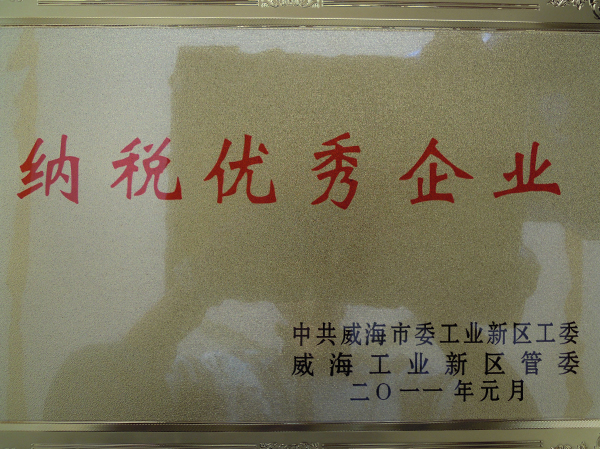 纳税优秀企业
中共威海市委工业新区工委
威海工业新区管委
二〇一一年元月